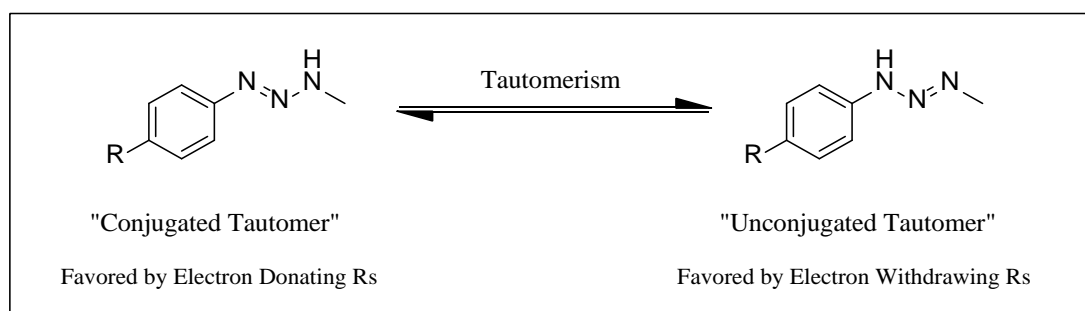 H
N
N
N
R
Tautomerism
H
N
N
N
R
"Conjugated Tautomer"
"Unconjugated Tautomer"
Favored by Electron Donating Rs
Favored by Electron Withdrawing Rs